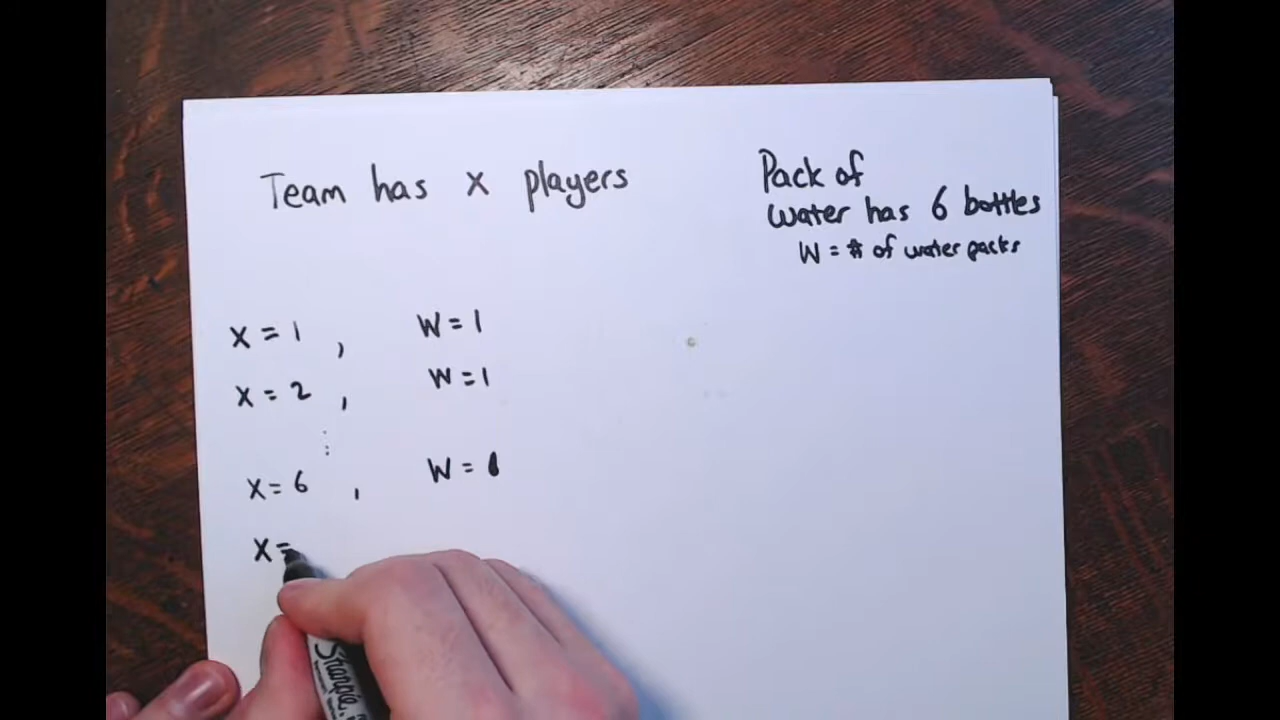 Team has x players
Pack of
water has 6 bottles
W = # of water packs
x = 1 , W = 1
x = 2 , W = 1
⋮
x = 6 , W = 1
x =
Sharpie